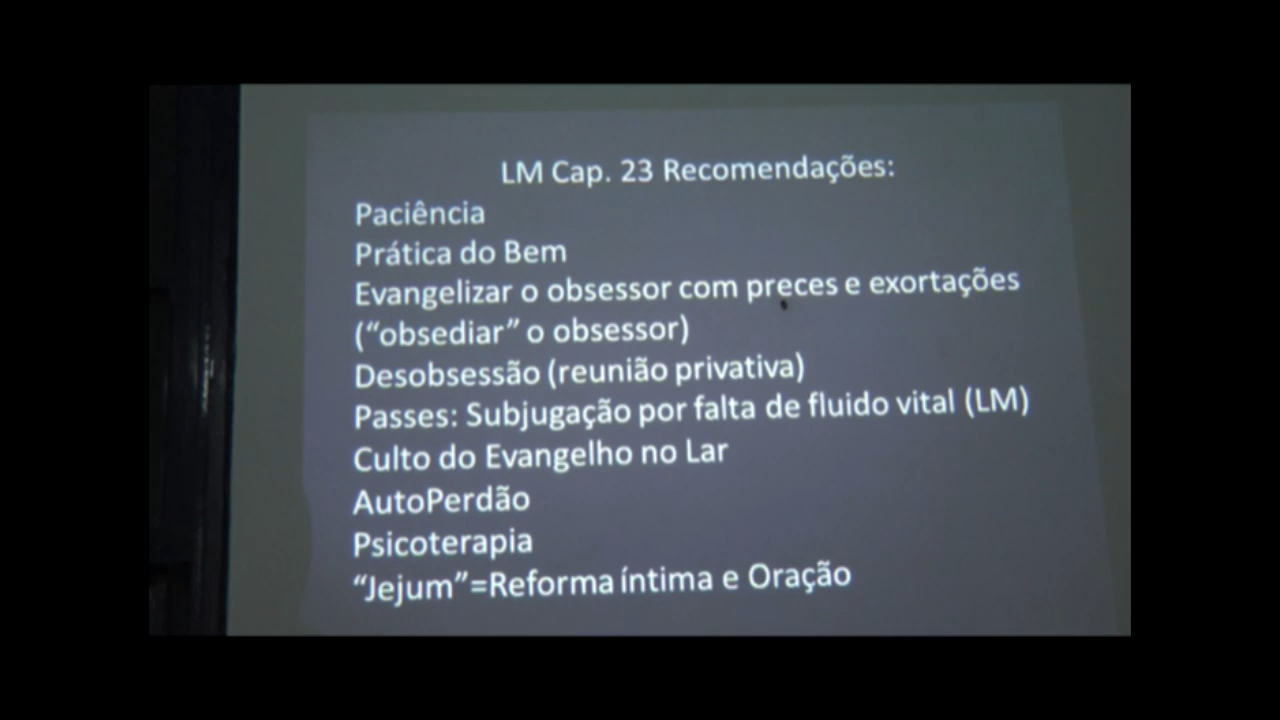 LM Cap. 23 Recomendações:
Paciência
Prática do Bem
Evangelizar o obsessor com preces e exortações
(“obsediar” o obsessor)
Desobsessão (reunião privativa)
Passes: Subjugação por falta de fluido vital (LM)
Culto do Evangelho no Lar
AutoPerdão
Psicoterapia
“Jejum”=Reforma íntima e Oração